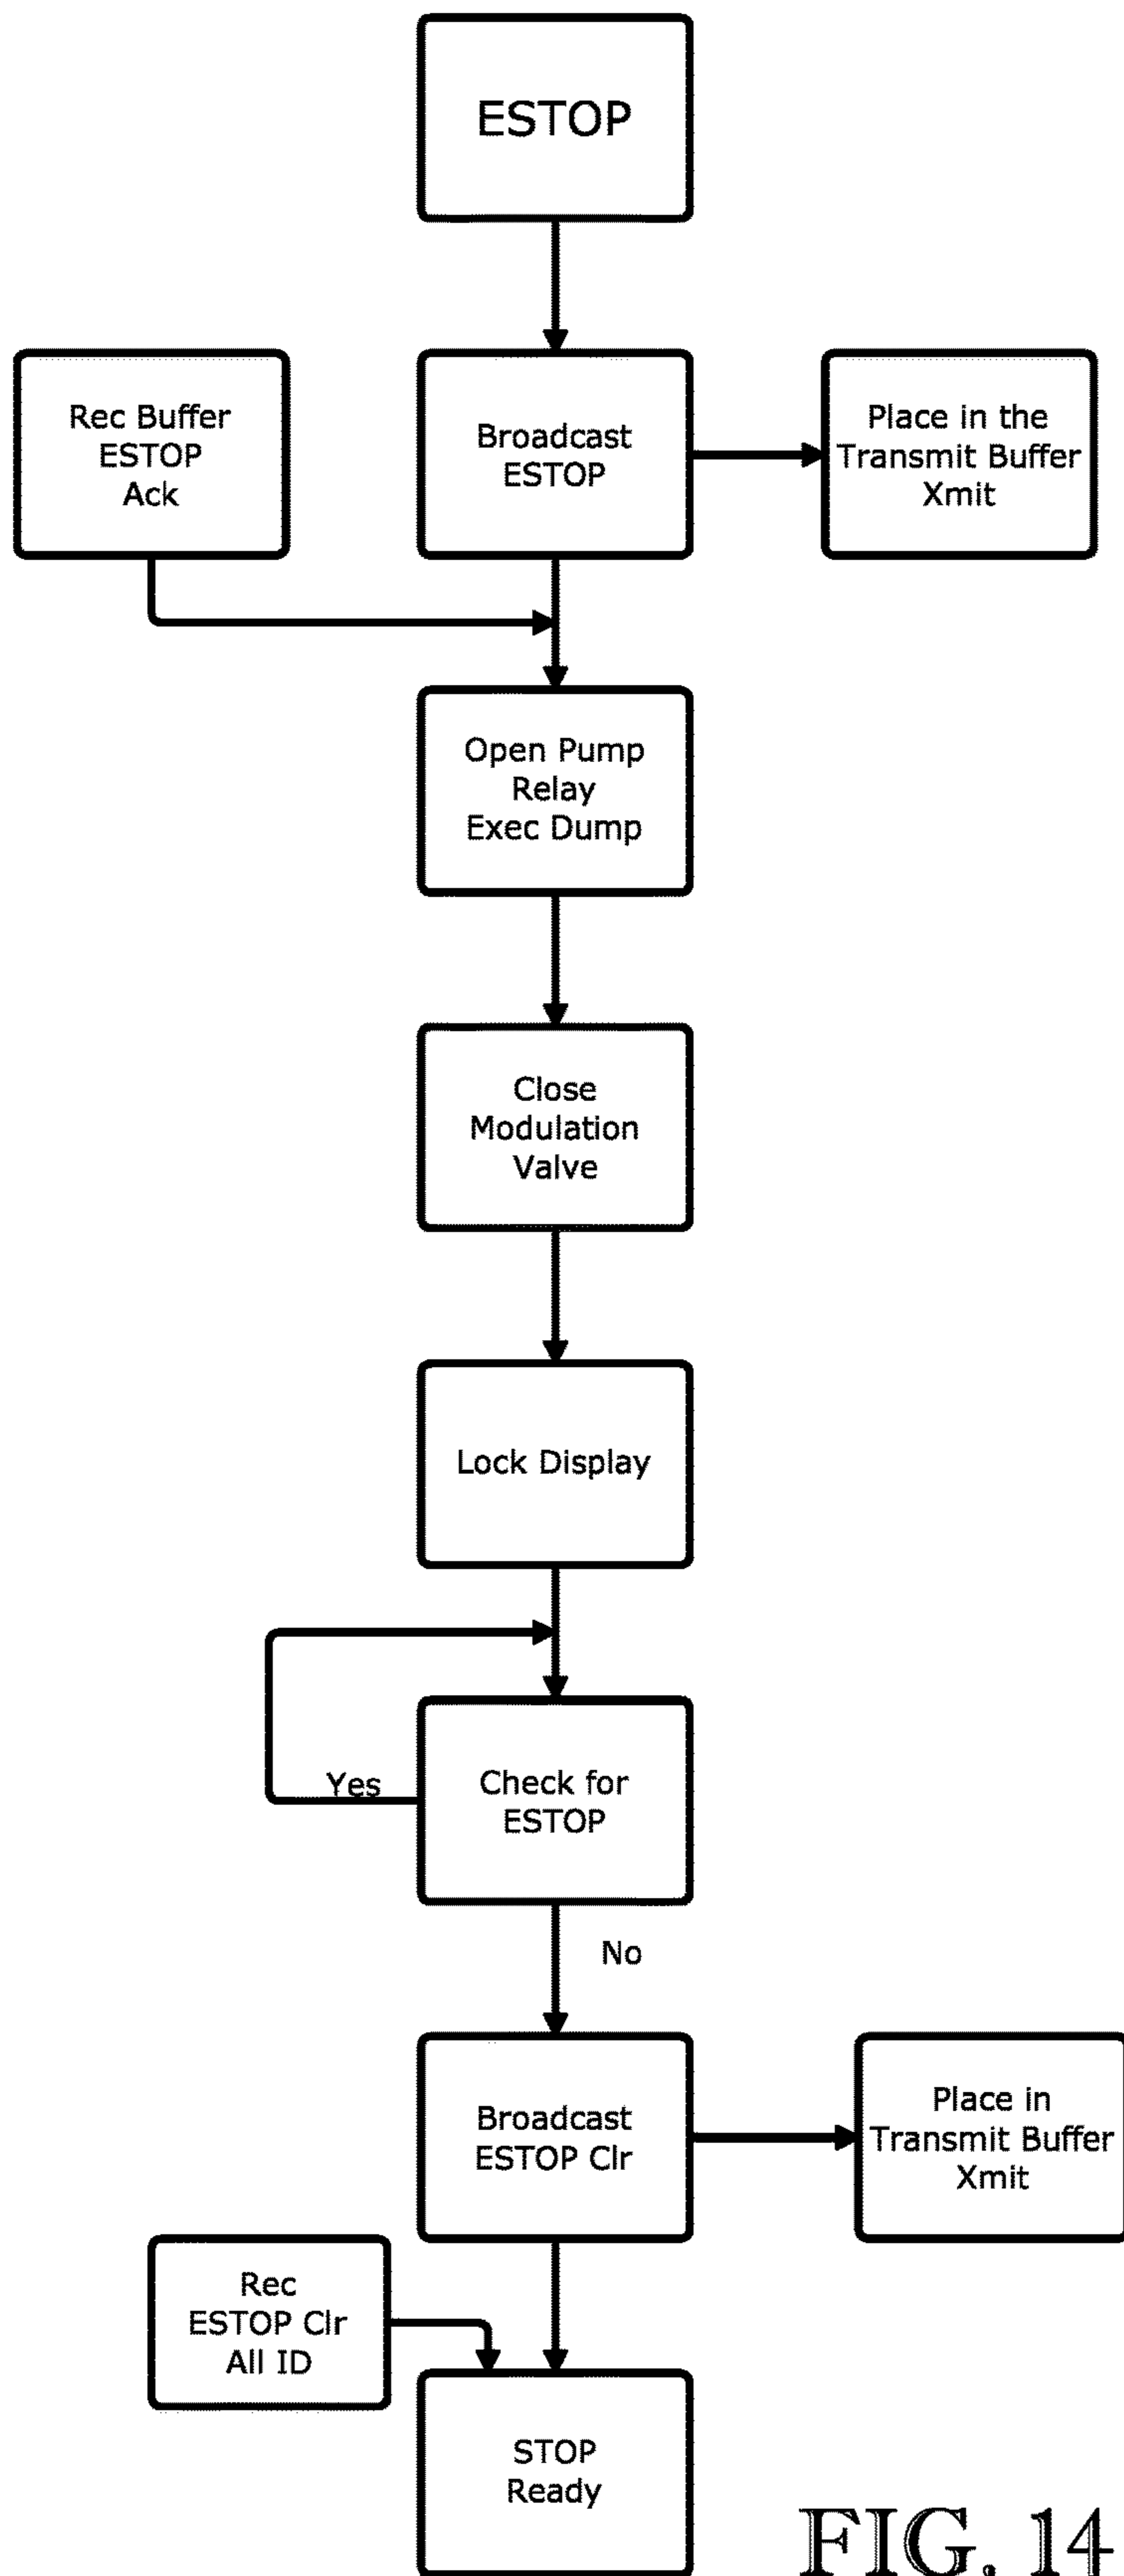 ESTOP
Rec Buffer
ESTOP
Ack
Broadcast
ESTOP
Place in the
Transmit Buffer
Xmit
Open Pump
Relay
Exec Dump
Close
Modulation
Valve
Lock Display
Yes
Check for
ESTOP
No
Broadcast
ESTOP Clr
Place in
Transmit Buffer
Xmit
Rec
ESTOP Clr
All ID
STOP
Ready
FIG. 14